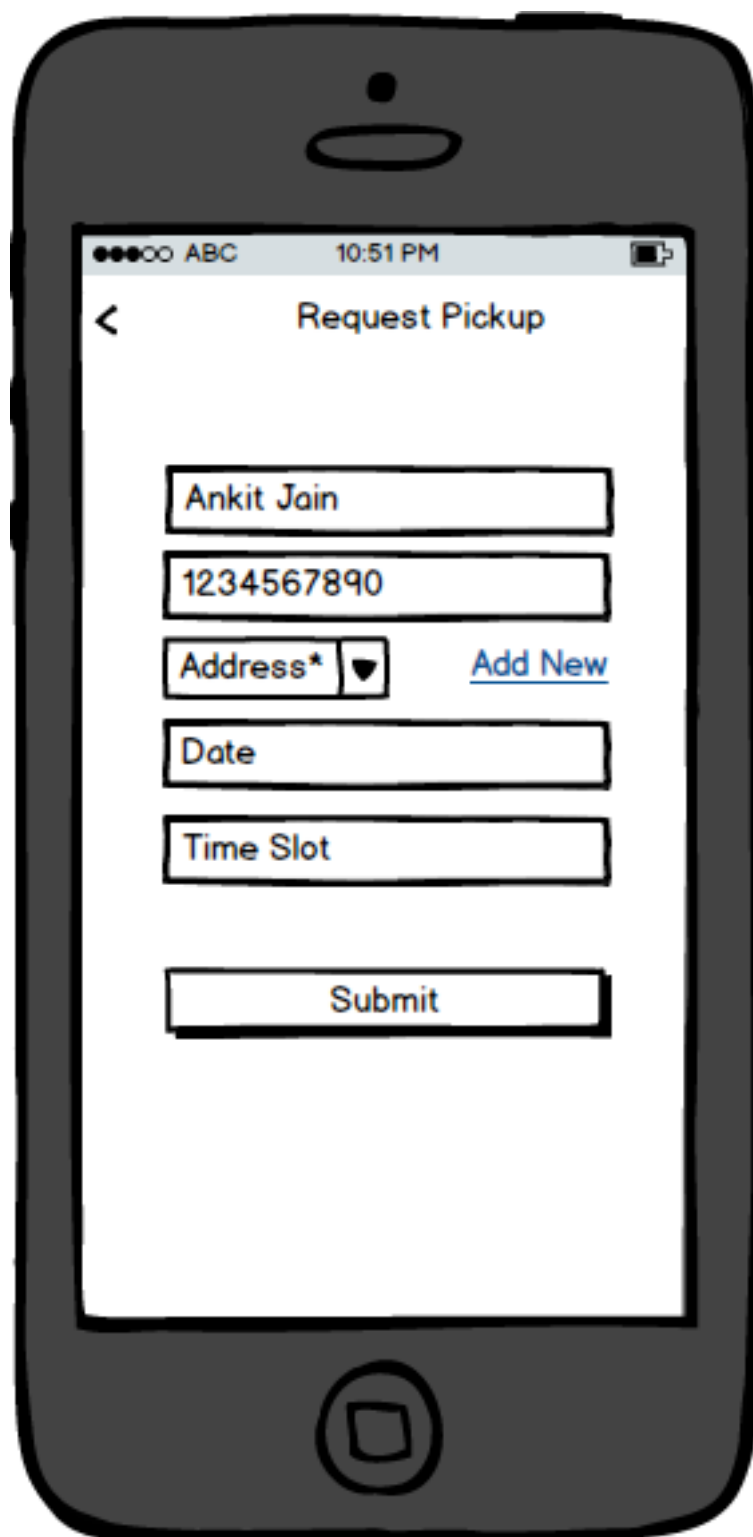 ABC 10:51 PM
Request Pickup
Ankit Jain
1234567890
Address* Add New
Date
Time Slot
Submit